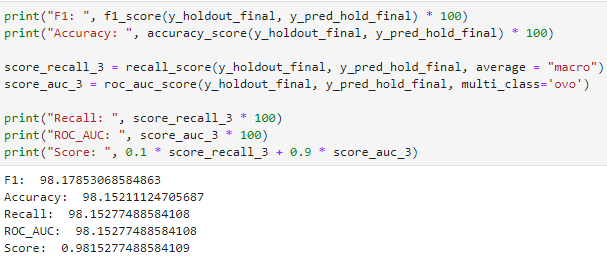 print("F1: ", f1_score(y_holdout_final, y_pred_hold_final) * 100)
print("Accuracy: ", accuracy_score(y_holdout_final, y_pred_hold_final) * 100)
score_recall_3 = recall_score(y_holdout_final, y_pred_hold_final, average = "macro")
score_auc_3 = roc_auc_score(y_holdout_final, y_pred_hold_final, multi_class='ovo')
print("Recall: ", score_recall_3 * 100)
print("ROC_AUC: ", score_auc_3 * 100)
print("Score: ", 0.1 * score_recall_3 + 0.9 * score_auc_3)
F1:  98.17853068584863
Accuracy:  98.15211124705687
Recall:  98.15277488584108
ROC_AUC:  98.15277488584108
Score:  0.9815277488584109